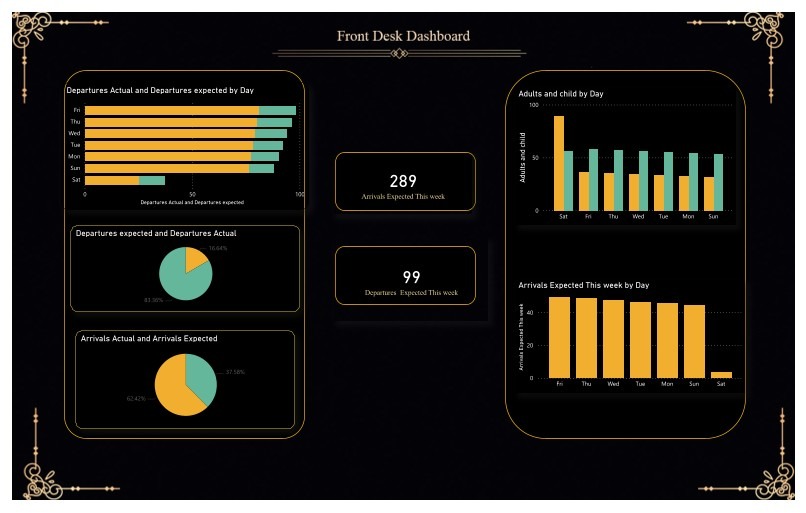 Front Desk Dashboard
Departures Actual and Departures expected by Day
Fri
Thu
Wed
Tue
Mon
Sun
Sat
0 50 100
Departures Actual and Departures expected
Departures expected and Departures Actual
16.64%
83.36%
Arrivals Actual and Arrivals Expected
37.58%
62.42%
289
Arrivals Expected This week
99
Departures Expected This week
Adults and child by Day
Adults and child
100
50
0
Sat Fri Thu Wed Tue Mon Sun
Arrivals Expected This week by Day
Arrivals Expected This week
40
20
0
Fri Thu Wed Tue Mon Sun Sat